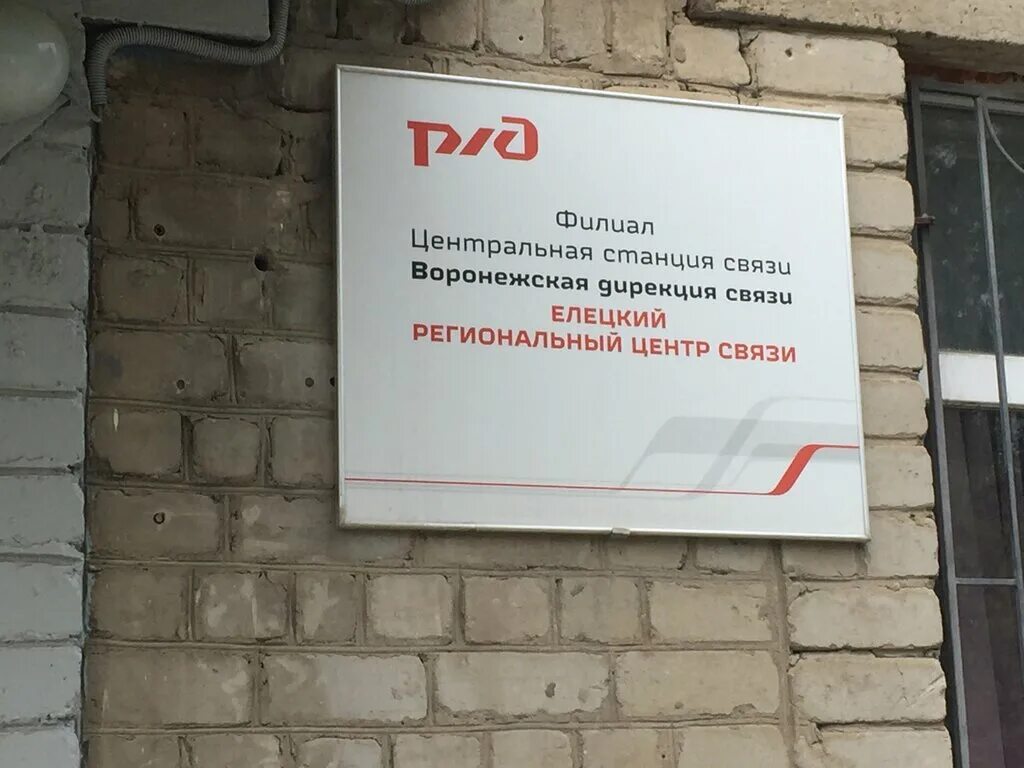 ржд
Филиал
Центральная станция связи
Воронежская дирекция связи
ЕЛЕЦКИЙ
РЕГИОНАЛЬНЫЙ ЦЕНТР СВЯЗИ